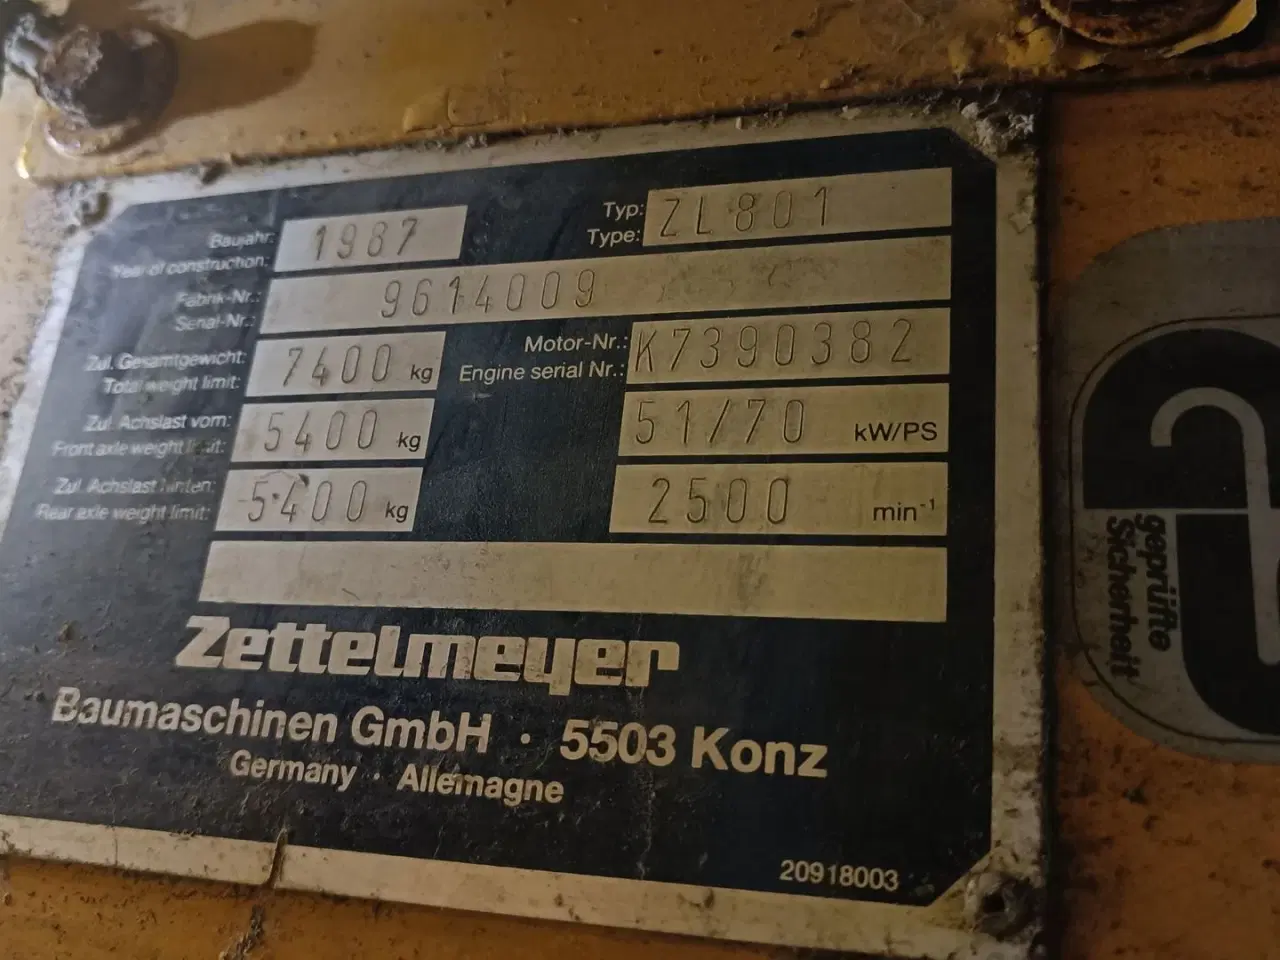 Baujahr:
Year of construction: 1987
Typ:
Type: ZL801
Fabrik-Nr.:
Serial-Nr.: 9614009
Zul. Gesamtgewicht:
Total weight limit: 7400 kg
Motor-Nr.:
Engine serial Nr.: K7390382
Zul. Achslast vorn:
Front axle weight limit: 5400 kg
51/70 kW/PS
Zul. Achslast hinten:
Rear axle weight limit: 5400 kg
2500 min-1
Zettelmeyer
Baumaschinen GmbH · 5503 Konz
Germany · Allemagne
20918003
geprüfte
Sicherheit